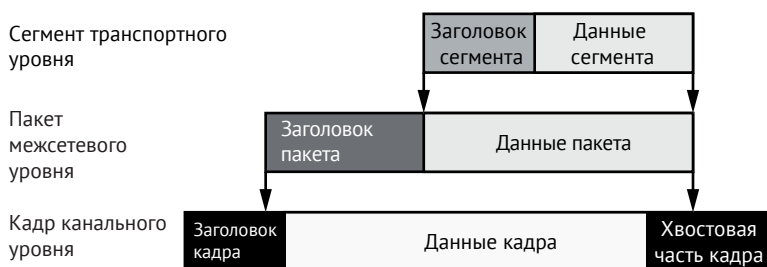 Сегмент транспортного
уровня
Заголовок
сегмента
Данные
сегмента
Пакет
межсетевого
уровня
Заголовок
пакета
Данные пакета
Кадр канального
уровня
Заголовок
кадра
Данные кадра
Хвостовая
часть кадра